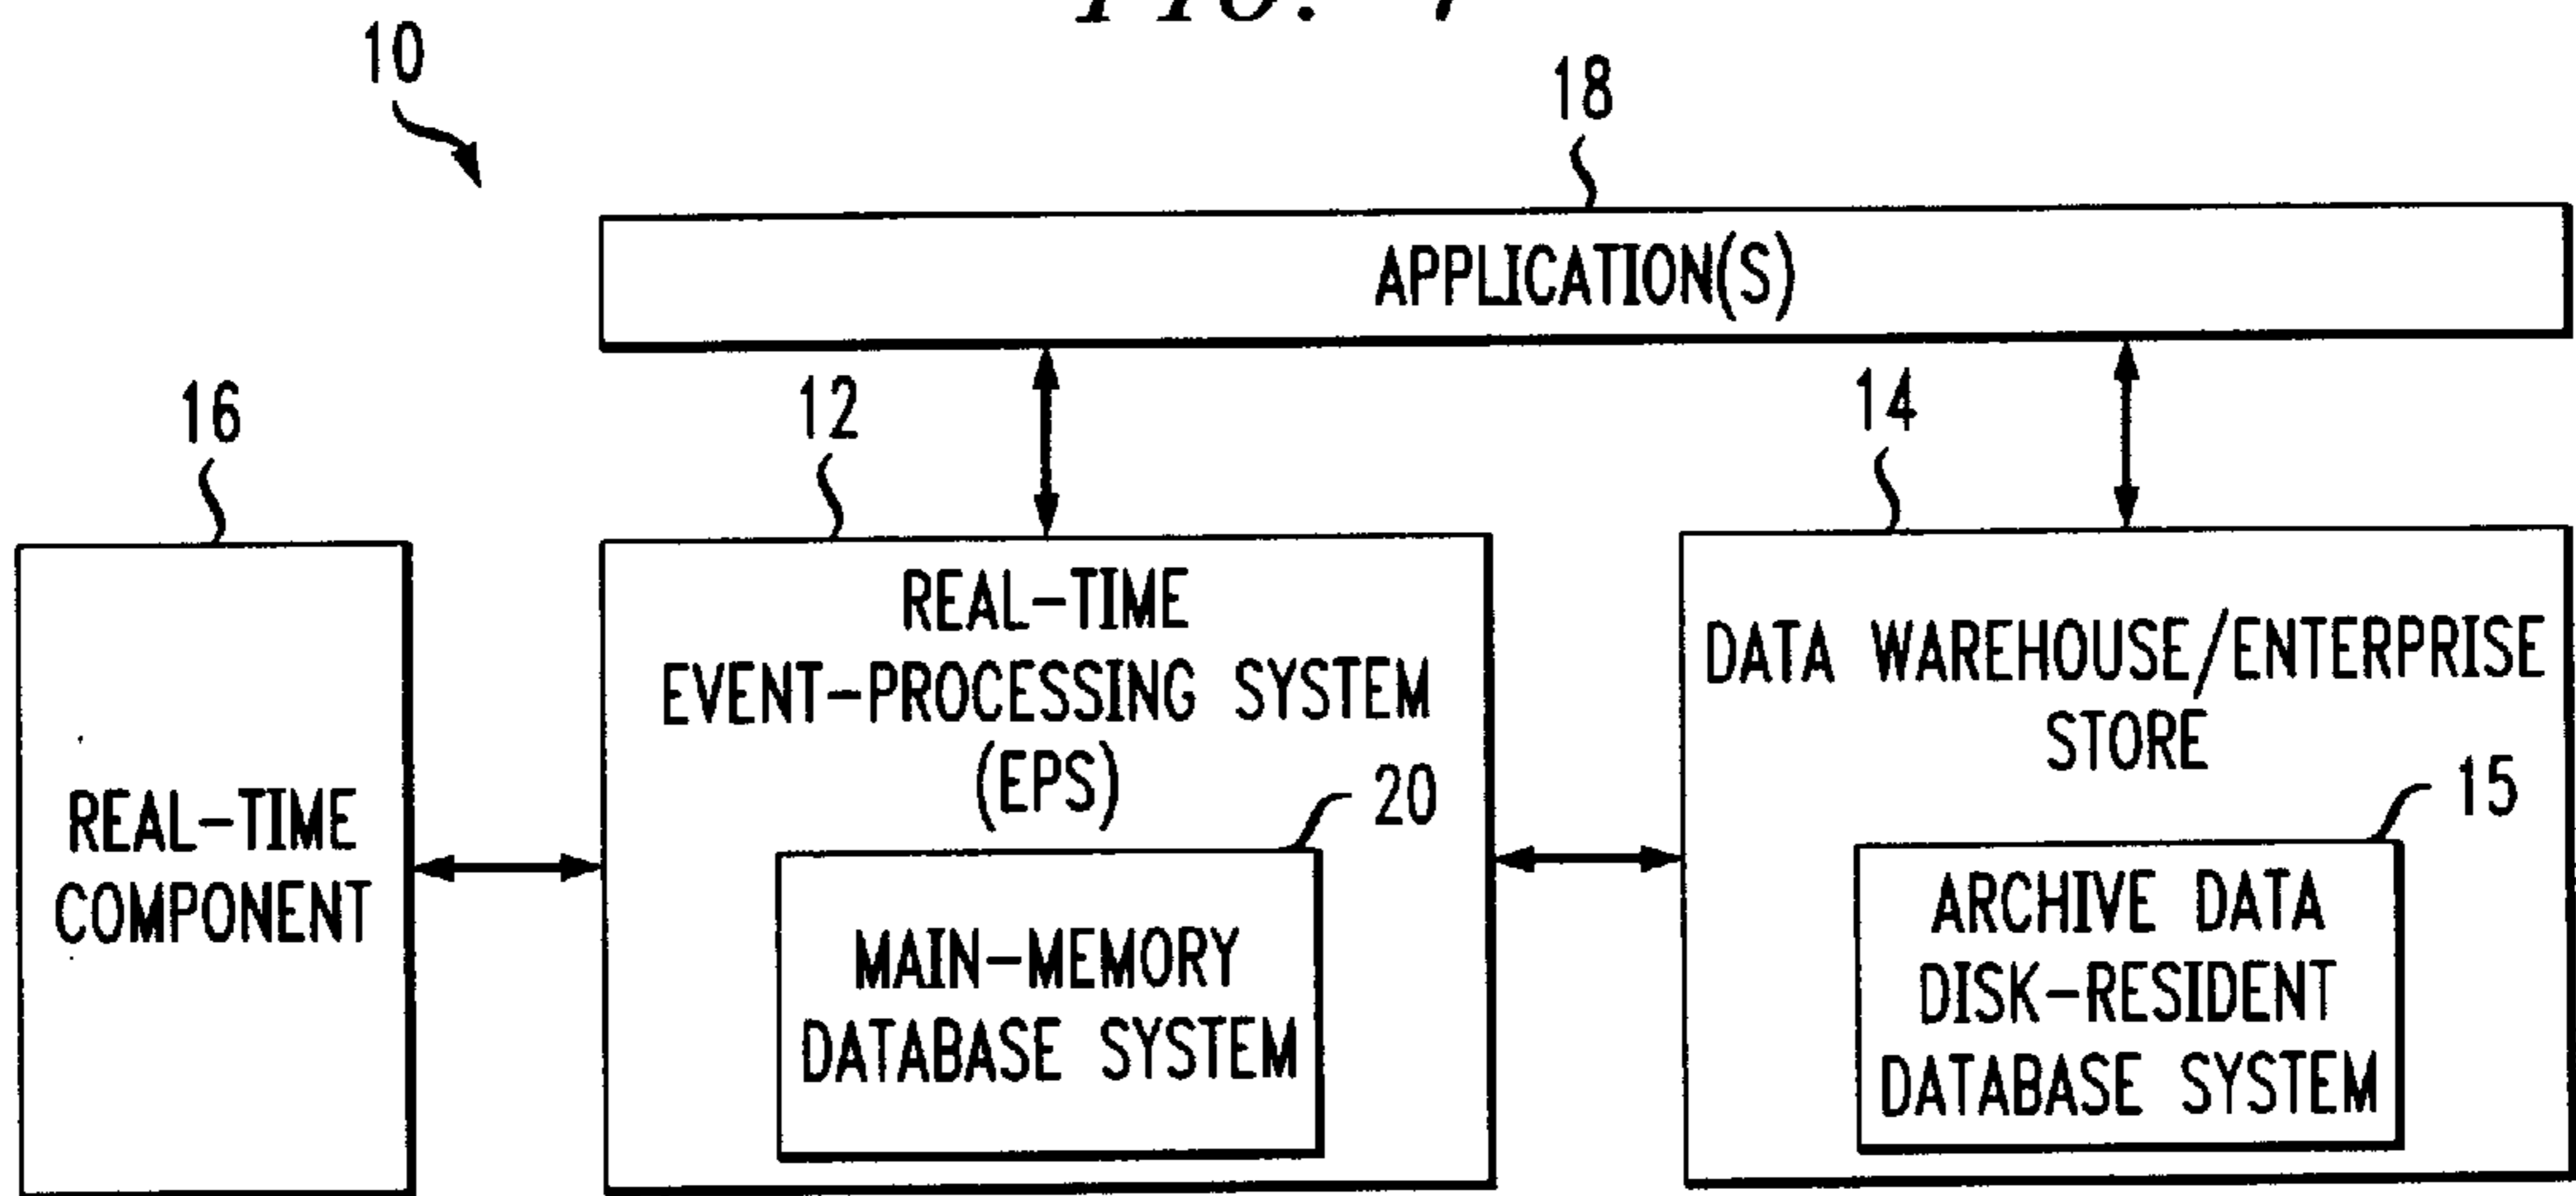 10
18
APPLICATION(S)
16
12
14
REAL-TIME
COMPONENT
REAL-TIME
EVENT-PROCESSING SYSTEM
(EPS)
20
MAIN-MEMORY
DATABASE SYSTEM
DATA WAREHOUSE/ENTERPRISE
STORE
15
ARCHIVE DATA
DISK-RESIDENT
DATABASE SYSTEM